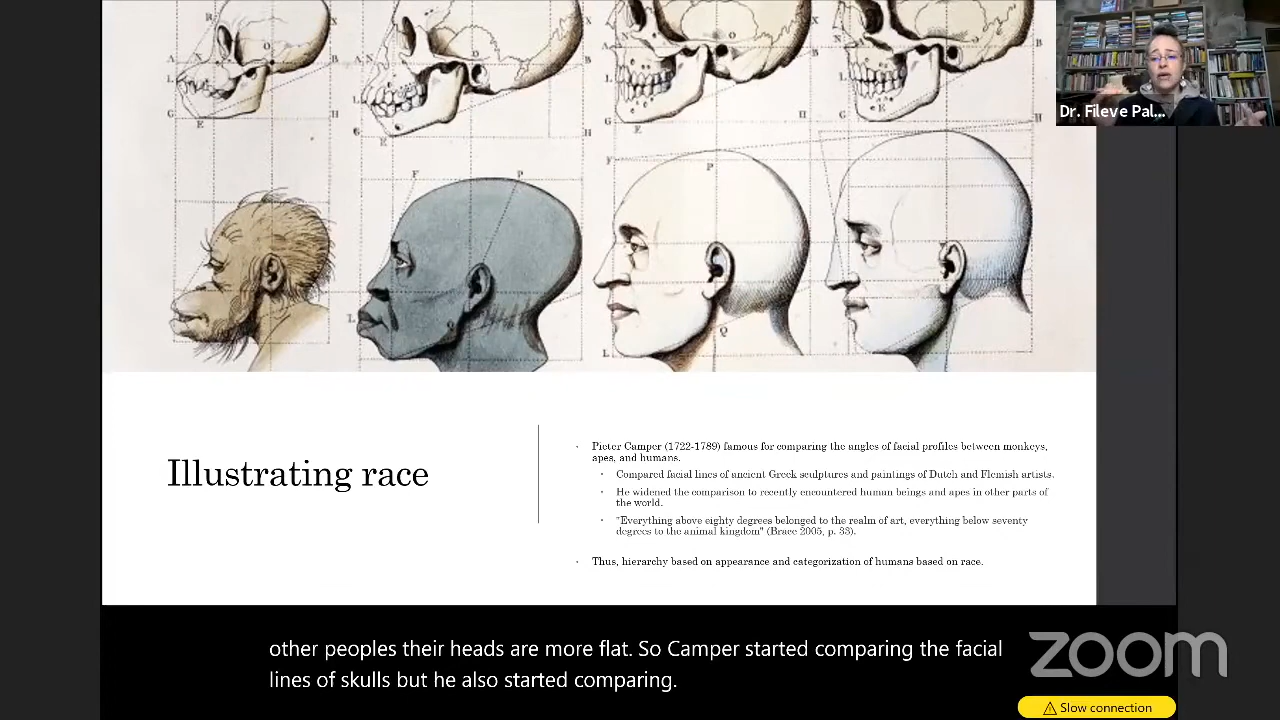 R
X
X
X
O
O
O
O
A
B
A
N
A
B
A
N
B
L
L
L
L
G
E
H
G
E
H
G
E
H
G
E
H
Dr. Fileve Pal...
F
P
P
L
Q
Q
L
Illustrating race
· Pieter Camper (1722-1789) famous for comparing the angles of facial profiles between monkeys,
apes, and humans.
· Compared facial lines of ancient Greek sculptures and paintings of Dutch and Flemish artists.
· He widened the comparison to recently encountered human beings and apes in other parts of
the world.
· "Everything above eighty degrees belonged to the realm of art, everything below seventy
degrees to the animal kingdom" (Brace 2005, p. 33).
· Thus, hierarchy based on appearance and categorization of humans based on race.
other peoples their heads are more flat. So Camper started comparing the facial
lines of skulls but he also started comparing.
zoom
Slow connection